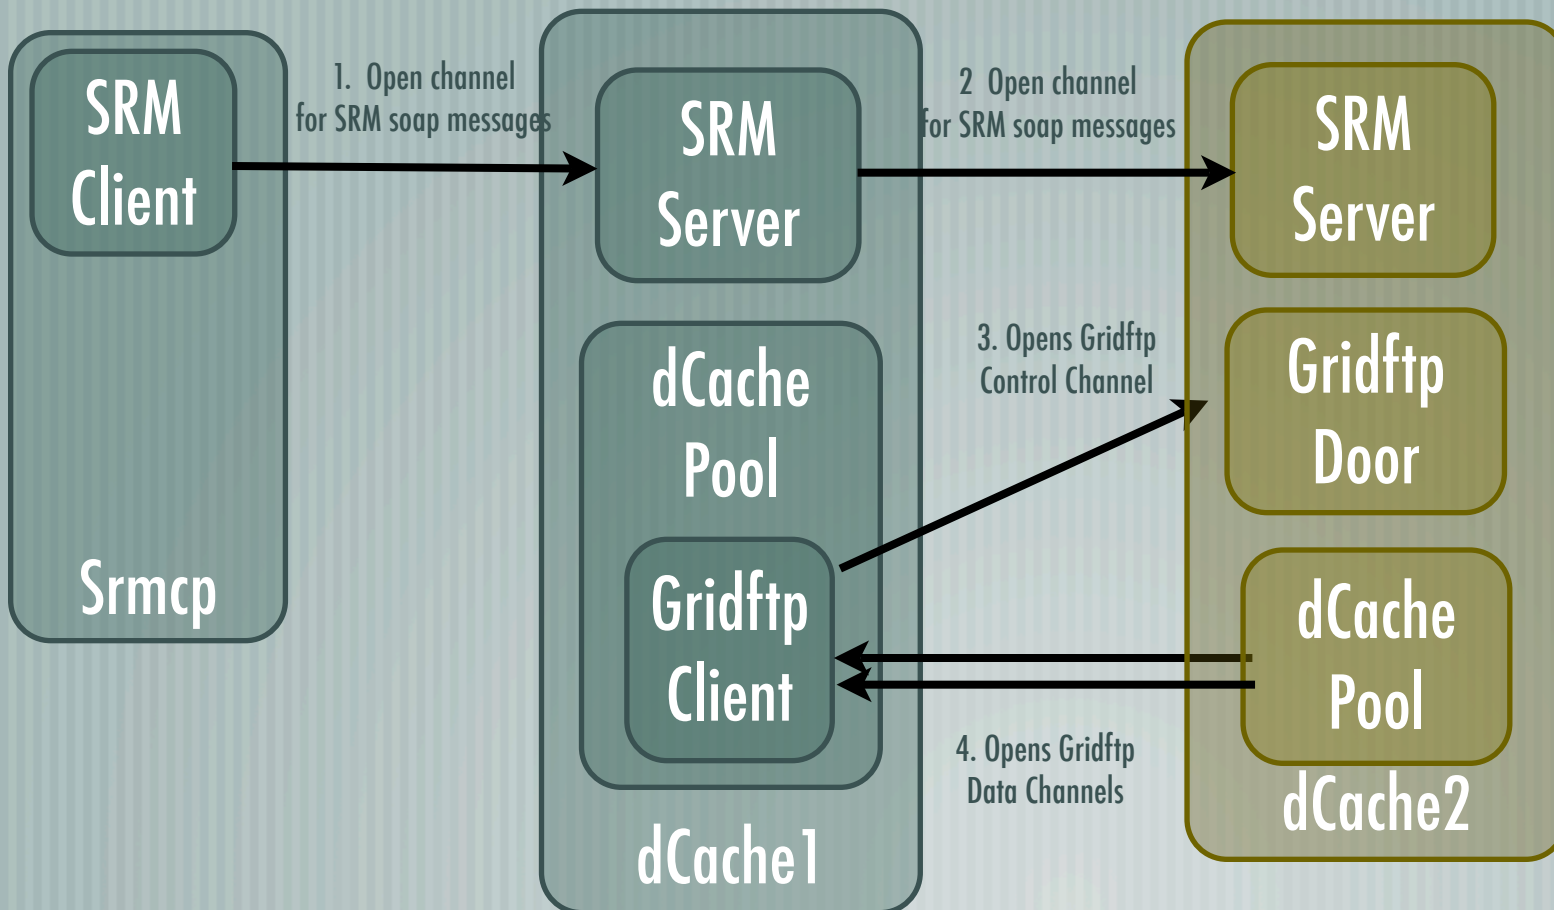 SRM
Client
Srmcp
1. Open channel
for SRM soap messages
SRM
Server
dCache
Pool
Gridftp
Client
dCache1
2 Open channel
for SRM soap messages
3. Opens Gridftp
Control Channel
4. Opens Gridftp
Data Channels
SRM
Server
Gridftp
Door
dCache
Pool
dCache2